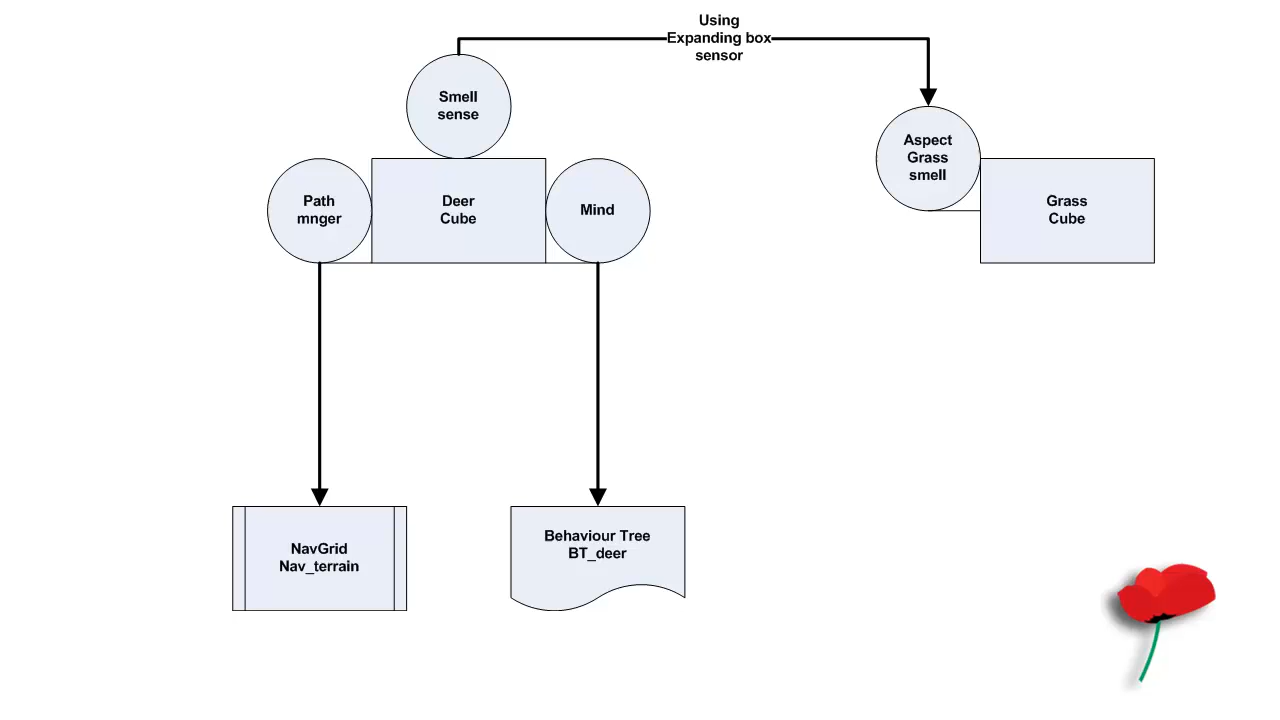 Using
Expanding box
sensor
Smell
sense
Aspect
Grass
smell
Path
mnger
Deer
Cube
Mind
Grass
Cube
NavGrid
Nav_terrain
Behaviour Tree
BT_deer